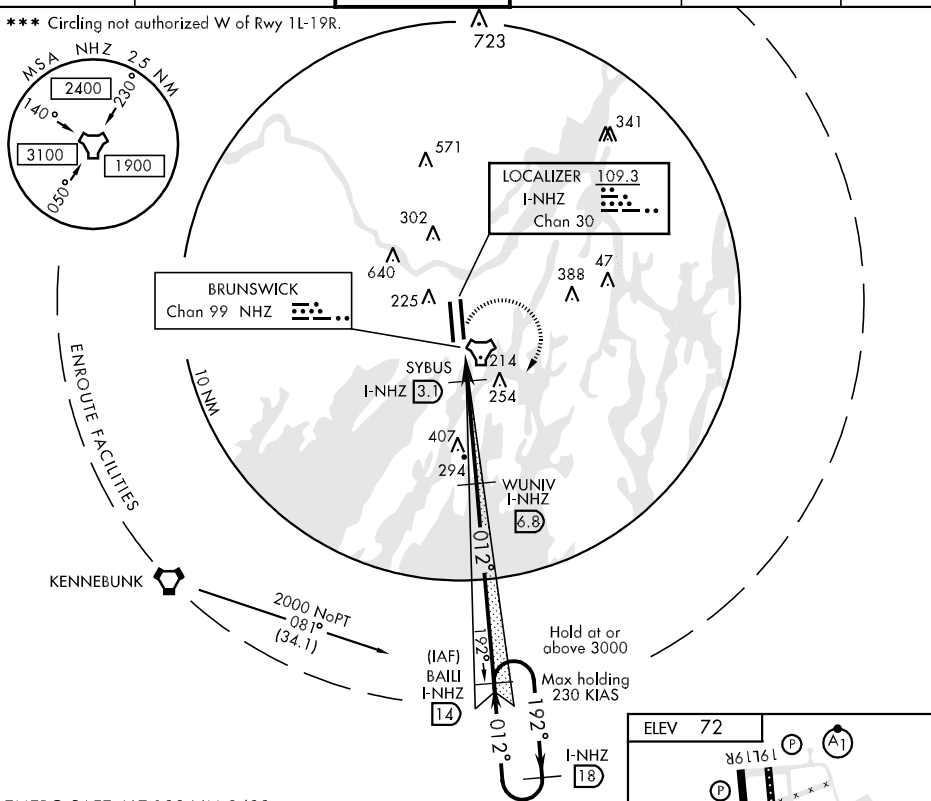 *** Circling not authorized W of Rwy 1L-19R.
MSA NHZ 25 NM
2400
230°
140°
3100
1900
050°
723
341
571
LOCALIZER 109.3
I-NHZ
Chan 30
302
640
388
47
225
BRUNSWICK
Chan 99 NHZ
214
SYBUS
I-NHZ 3.1
254
10 NM
ENROUTE FACILITIES
407
294
WUNIV
I-NHZ
6.8
012°
KENNEBUNK
2000 NoPT
081°
(34.1)
192°
Hold at or
above 3000
(IAF)
BAILI
I-NHZ
14
Max holding
230 KIAS
012°
192°
I-NHZ
18
ELEV 72
P
A1
19R
19L
P